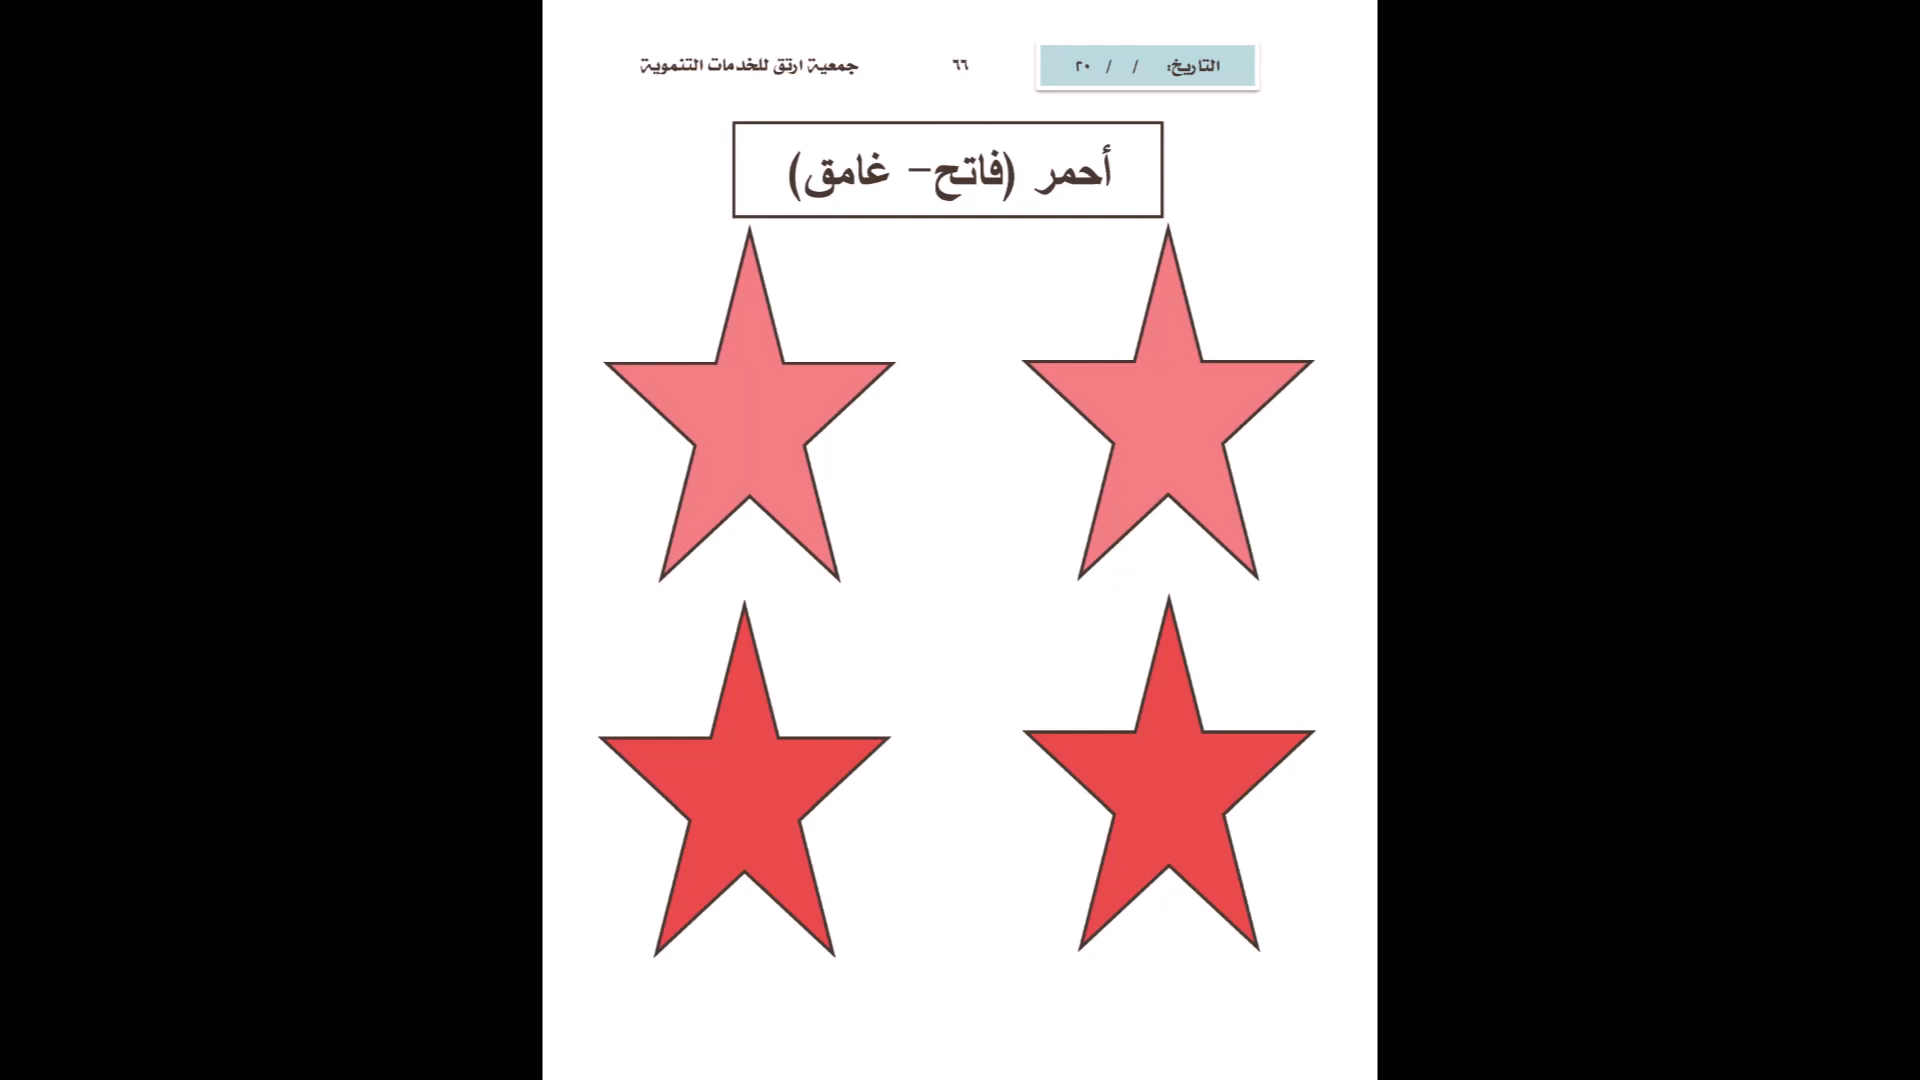 التاريخ: / / ٢٠ ٦٦ جمعية ارتق للخدمات التنموية
أحمر (فاتح- غامق)